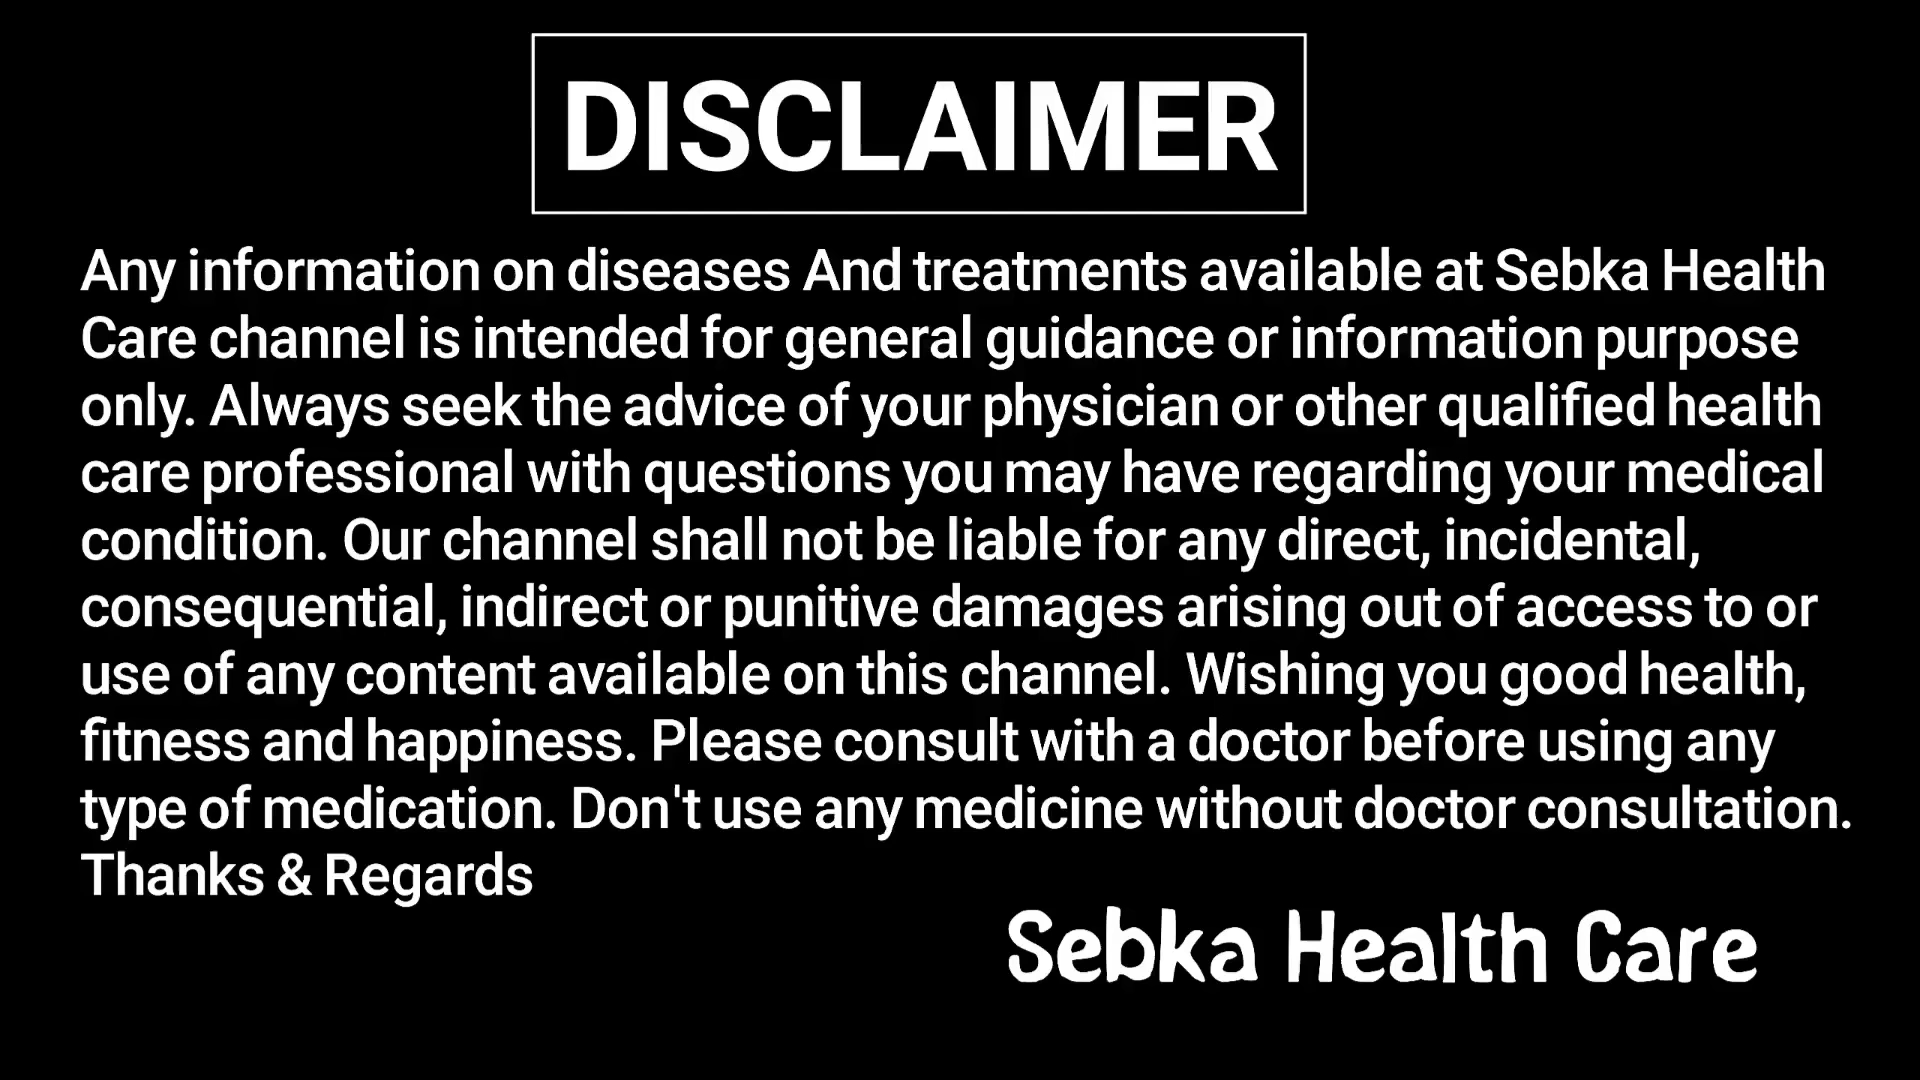 DISCLAIMER
Any information on diseases And treatments available at Sebka Health
Care channel is intended for general guidance or information purpose
only. Always seek the advice of your physician or other qualified health
care professional with questions you may have regarding your medical
condition. Our channel shall not be liable for any direct, incidental,
consequential, indirect or punitive damages arising out of access to or
use of any content available on this channel. Wishing you good health,
fitness and happiness. Please consult with a doctor before using any
type of medication. Don't use any medicine without doctor consultation.
Thanks & Regards
Sebka Health Care